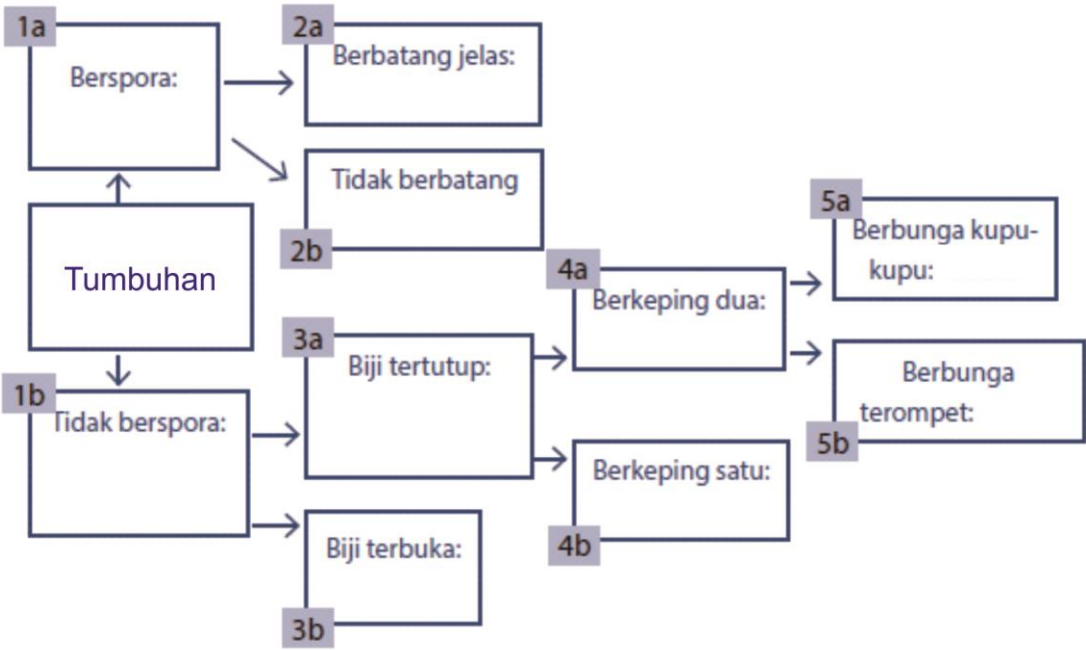 1a
Berspora:
2a
Berbatang jelas:
Tidak berbatang
2b
Tumbuhan
1b
Tidak berspora:
3a
Biji tertutup:
Biji terbuka:
3b
4a
Berkeping dua:
Berkeping satu:
4b
5a
Berbunga kupu-
kupu:
Berbunga
terompet:
5b